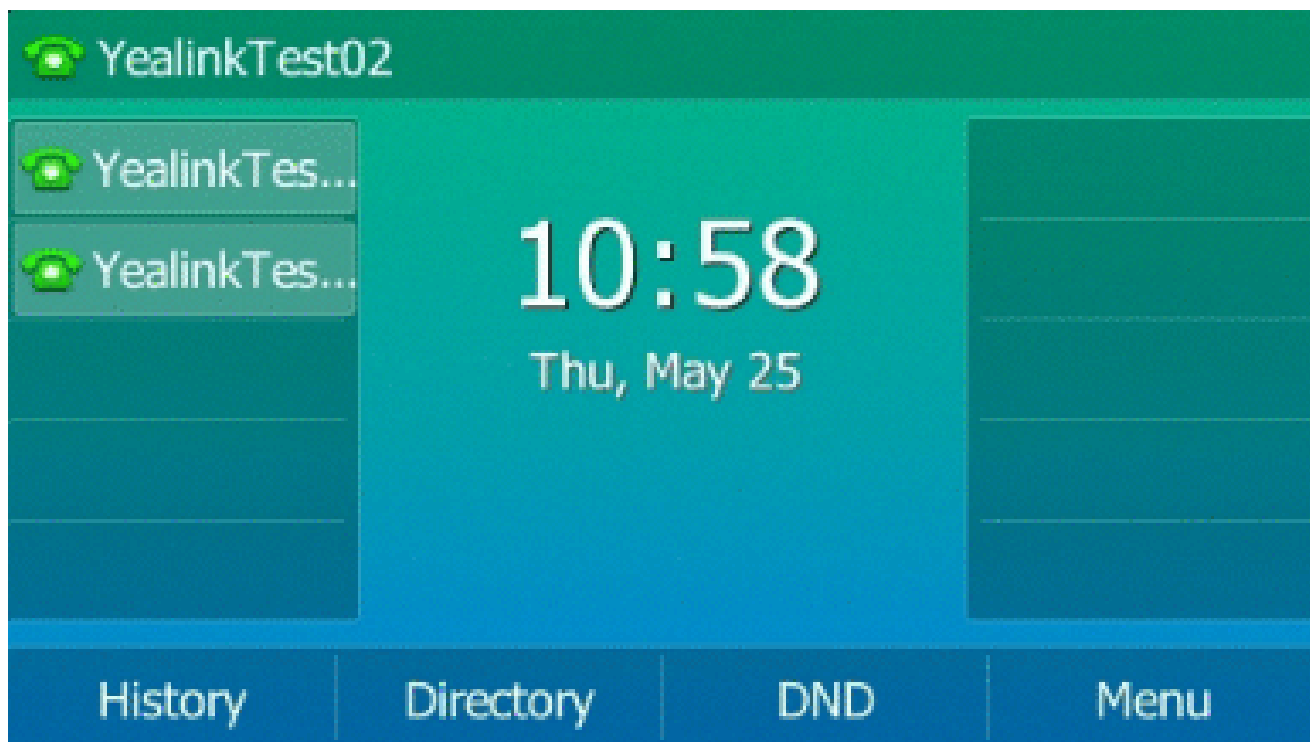 YealinkTest02
YealinkTes...
YealinkTes...
10:58
Thu, May 25
History Directory DND Menu